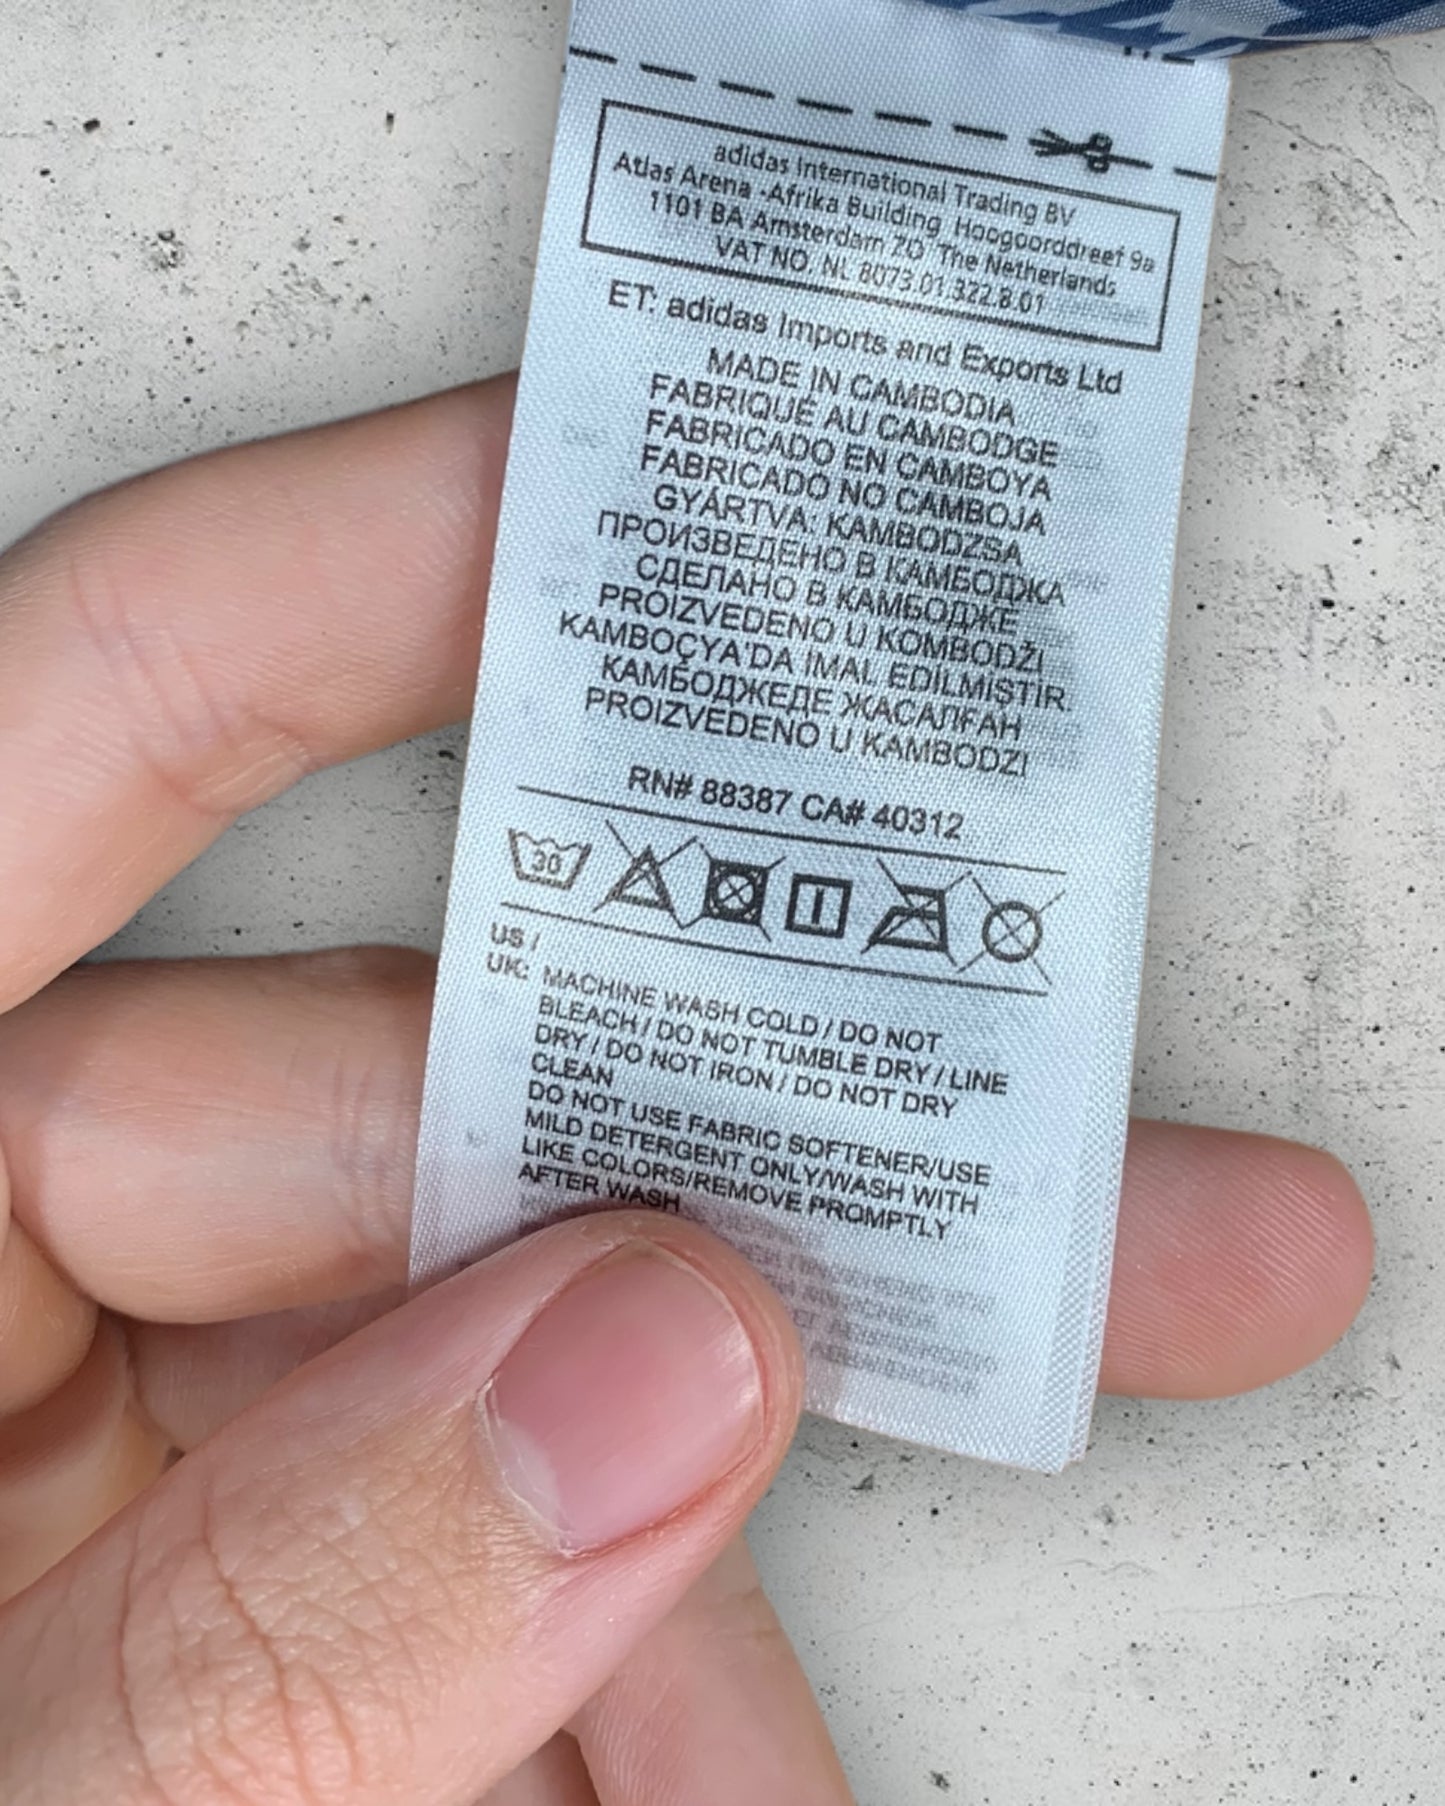 adidas International Trading BV
Atlas Arena -Afrika Building Hoogoorddreef 9a
1101 BA Amsterdam ZO The Netherlands
VAT NO. NL 8073.01.322.B.01
ET: adidas Imports and Exports Ltd
MADE IN CAMBODIA
FABRIQUÉ AU CAMBODGE
FABRICADO EN CAMBOYA
FABRICADO NO CAMBOJA
GYÁRTVA: KAMBODZSA
ПРОИЗВЕДЕНО В КАМБОДЖА
СДЕЛАНО В КАМБОДЖЕ
PROIZVEDENO U KOMBODŽI
KAMBOÇYA'DA İMAL EDİLMİŞTİR.
КАМБОДЖЕДЕ ЖАСАЛҒАН
PROIZVEDENO U KAMBODZI
RN# 88387 CA# 40312
30
US /
UK: MACHINE WASH COLD / DO NOT
BLEACH / DO NOT TUMBLE DRY / LINE
DRY / DO NOT IRON / DO NOT DRY
CLEAN
DO NOT USE FABRIC SOFTENER/USE
MILD DETERGENT ONLY/WASH WITH
LIKE COLORS/REMOVE PROMPTLY
AFTER WASH